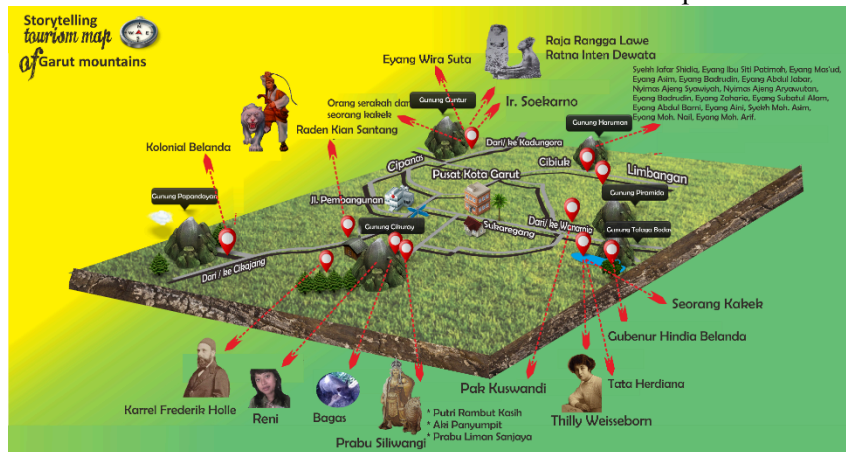 Storytelling
tourism map
of Garut mountains
Eyang Wira Suta
Raja Rangga Lawe
Ratna Inten Dewata
Ir. Soekarno
Orang serakah dan
seorang kakek
Raden Kian Santang
Kolonial Belanda
Syekh Jafar Shidiq, Eyang Ibu Siti Patimah, Eyang Mas'ud,
Eyang Asim, Eyang Badrudin, Eyang Abdul Jabar,
Nyimas Ajeng Syawiyah, Nyimas Ajeng Aryawutan,
Eyang Badrudin, Eyang Zaharia, Eyang Subatul Alam,
Eyang Abdul Barni, Eyang Aini, Syekh Moh. Asim,
Eyang Moh. Nail, Eyang Moh. Arif.
Gunung Guntur
Gunung Haruman
Dari/ ke Kadungora
Cipanas
Cibiuk
Limbangan
Pusat Kota Garut
Jl. Pembangunan
Gunung Papandayan
Gunung Piramida
Gunung Cikuray
Sukaregang
Dari/ ke Wanaraja
Gunung Talaga Bodas
Dari / ke Cikajang
Seorang Kakek
Gubenur Hindia Belanda
Tata Herdiana
Thilly Weisseborn
Pak Kuswandi
Karrel Frederik Holle
Reni
Bagas
Prabu Siliwangi
* Putri Rambut Kasih
* Aki Panyumpit
* Prabu Liman Sanjaya